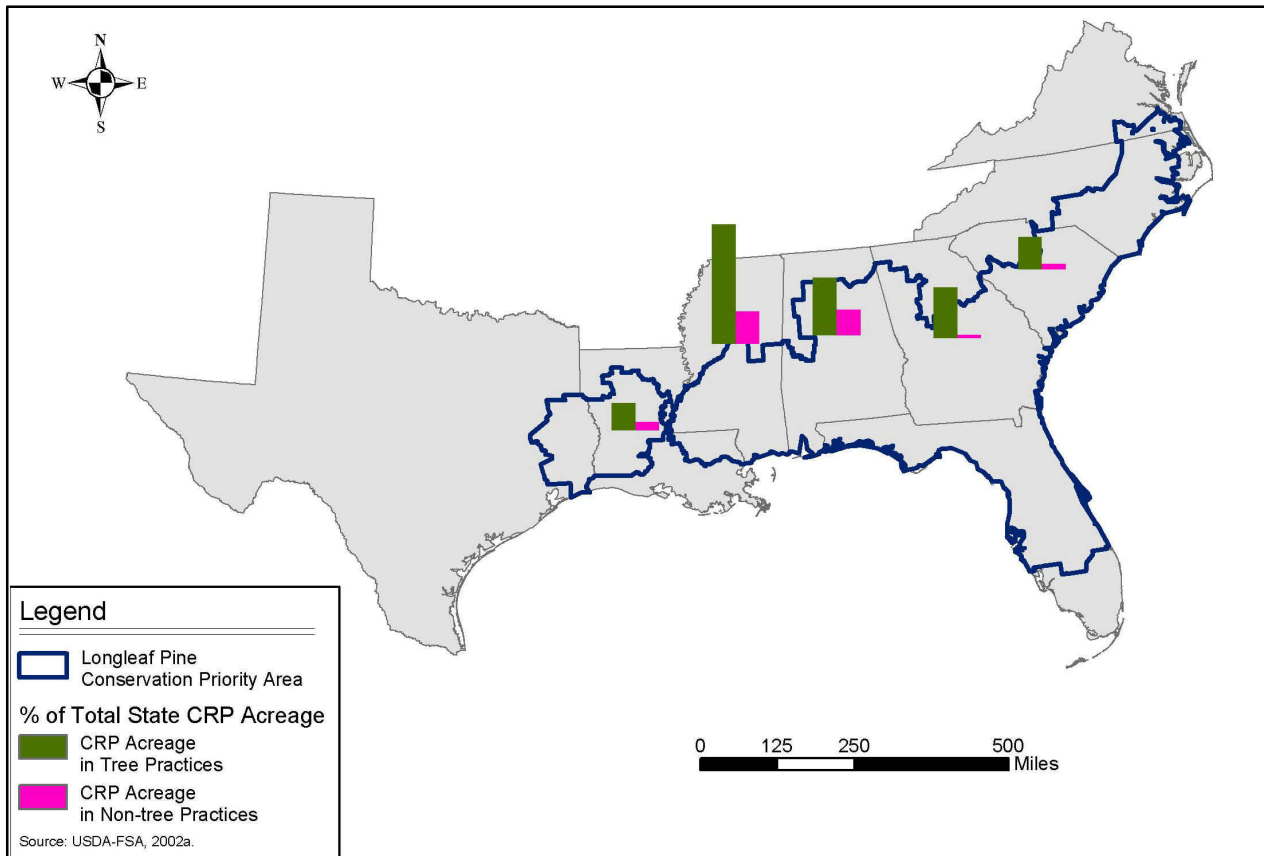 N
W E
S
Legend
Longleaf Pine
Conservation Priority Area
% of Total State CRP Acreage
CRP Acreage
in Tree Practices
CRP Acreage
in Non-tree Practices
Source: USDA-FSA, 2002a.
0 125 250 500
Miles